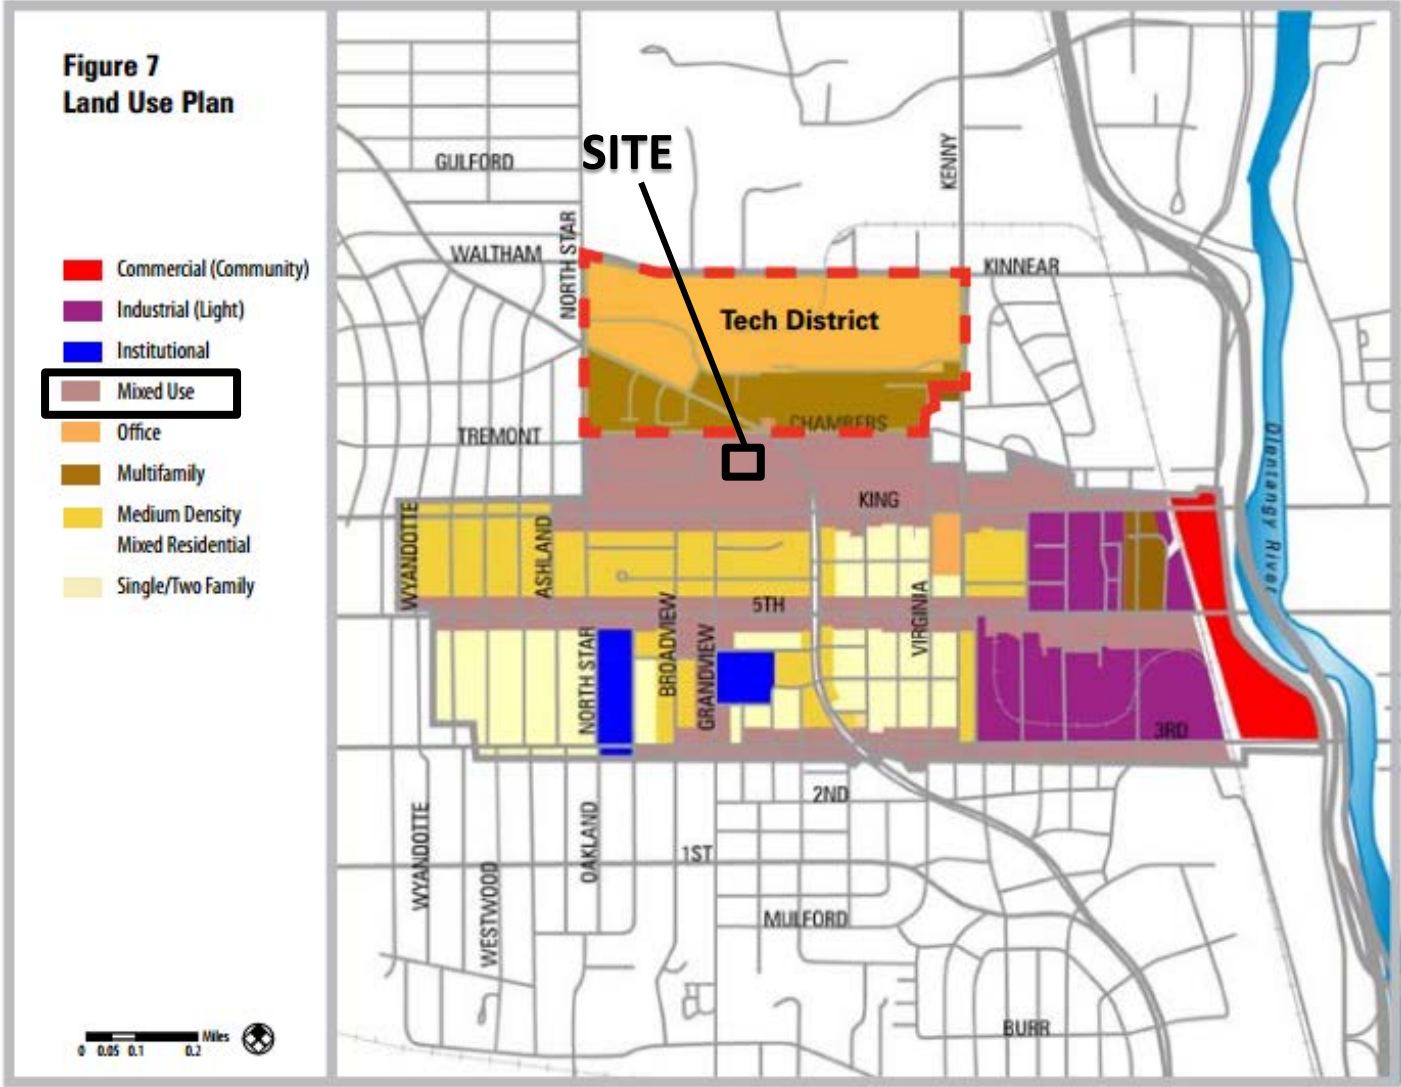 Figure 7
Land Use Plan
Commercial (Community)
Industrial (Light)
Institutional
Mixed Use
Office
Multifamily
Medium Density
Mixed Residential
Single/Two Family
0 0.05 0.1 0.2 Miles
SITE
GULFORD
KENNY
NORTH STAR
WALTHAM
KINNEAR
Tech District
CHAMBERS
TREMONT
KING
WYANDOTTE
ASHLAND
Olentangy River
5TH
VIRGINIA
BROADVIEW
GRANDVIEW
NORTH STAR
3RD
2ND
1ST
WYANDOTTE
OAKLAND
WESTWOOD
MULFORD
BURR